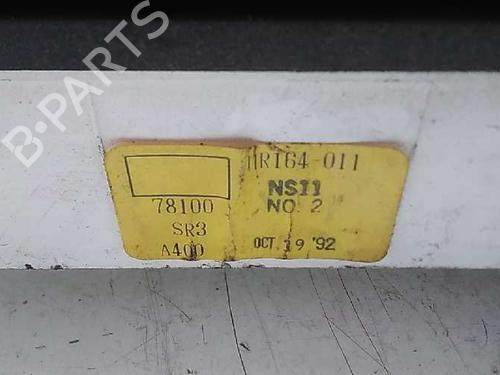 B-PARTS
HR164-011
NS11
NO. 2
78100
SR3
A400
OCT. 19 '92